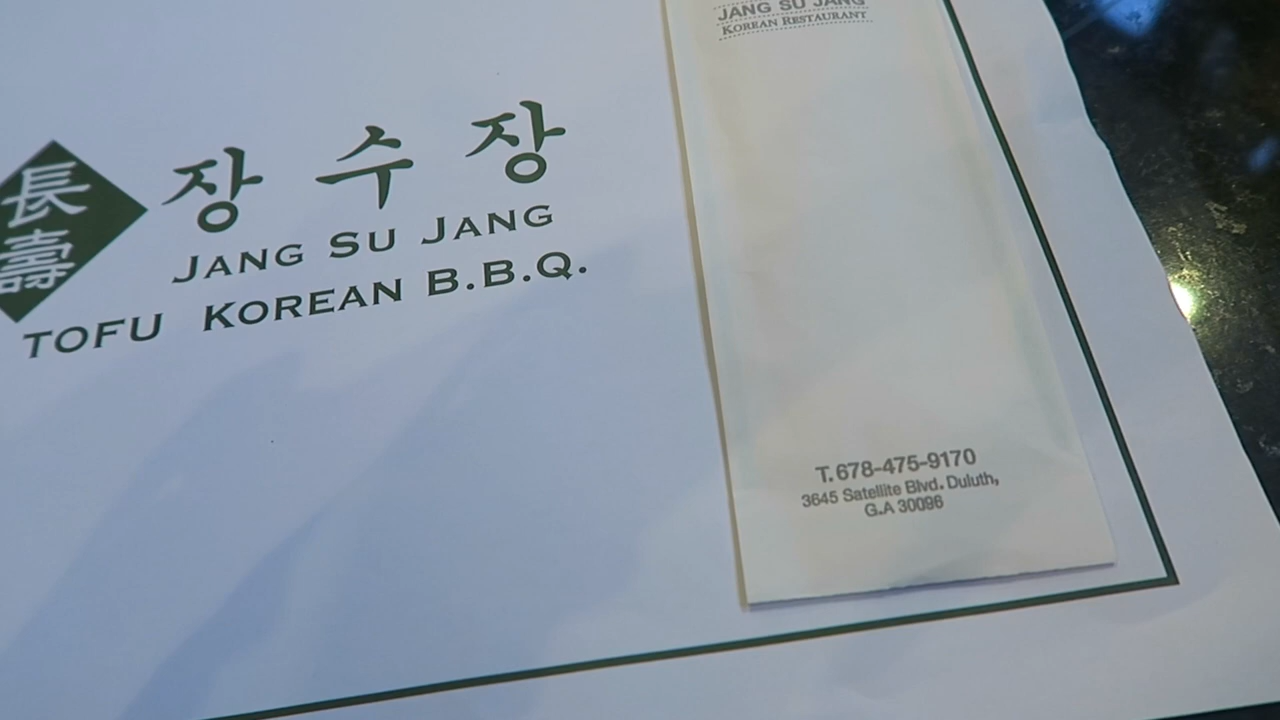 長
壽
장 수 장
JANG SU JANG
TOFU KOREAN B.B.Q.
JANG SU JANG
KOREAN RESTAURANT
T.678-475-9170
3645 Satellite Blvd. Duluth,
G.A 30096